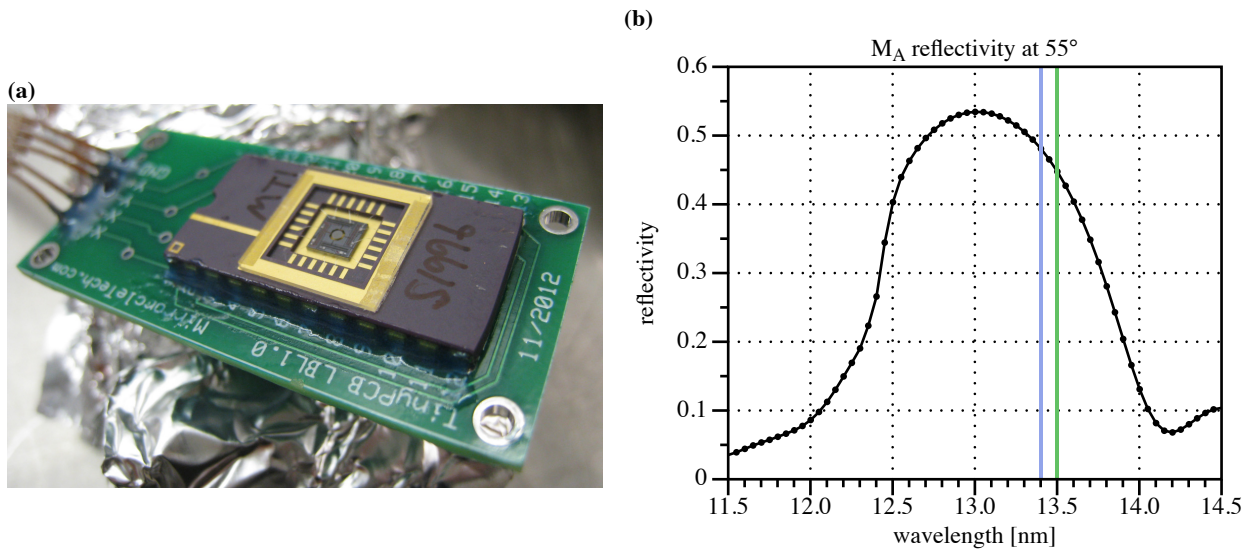 (a)
MTI
S1996
GND
MirrorcleTech.com
TinyPCB LBL1.0
11/2012
(b)
M_A reflectivity at 55°
reflectivity
0.6
0.5
0.4
0.3
0.2
0.1
0
11.5 12.0 12.5 13.0 13.5 14.0 14.5
wavelength [nm]